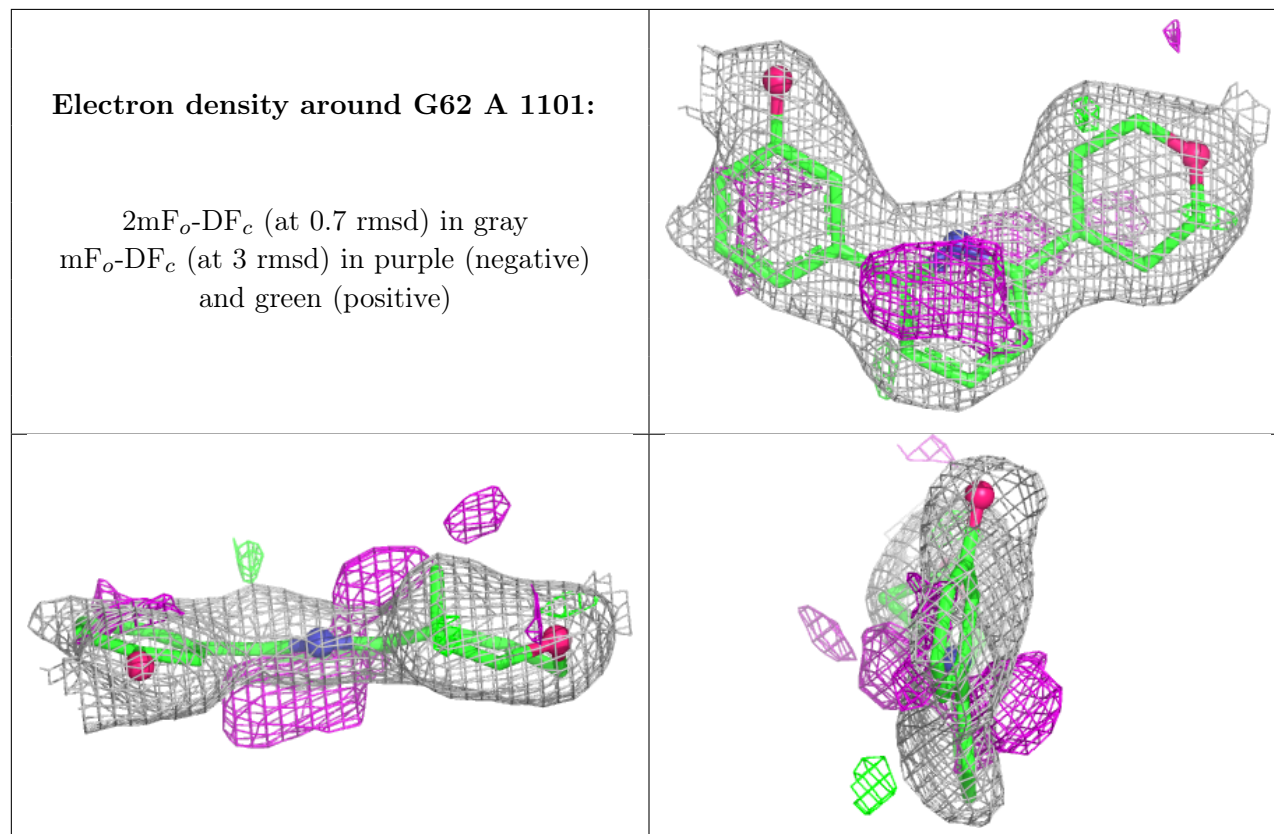 Electron density around G62 A 1101:
2mFo-DFc (at 0.7 rmsd) in gray
mFo-DFc (at 3 rmsd) in purple (negative)
and green (positive)